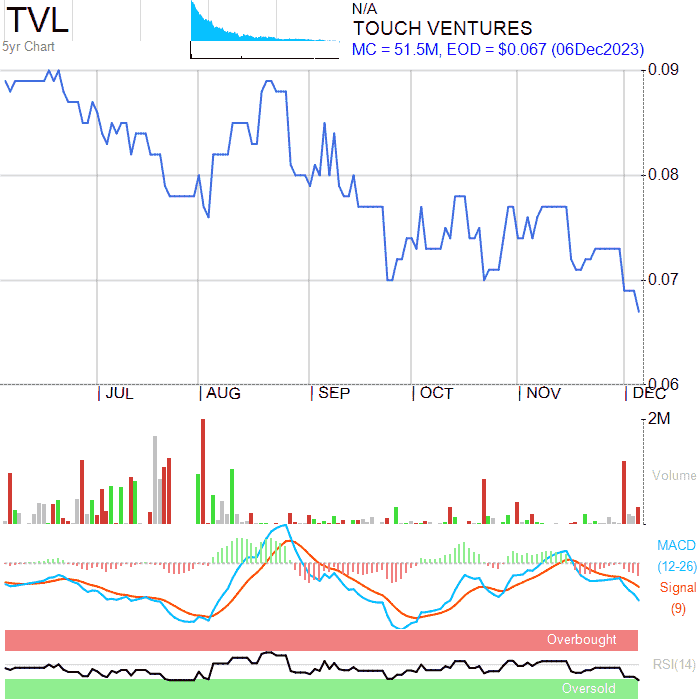 TVL
5yr Chart
N/A
TOUCH VENTURES
MC = 51.5M, EOD = $0.067 (06Dec2023)
0.09
0.08
0.07
0.06
JUL AUG SEP OCT NOV DEC
2M
Volume
MACD
(12-26)
Signal
(9)
Overbought
RSI(14)
Oversold